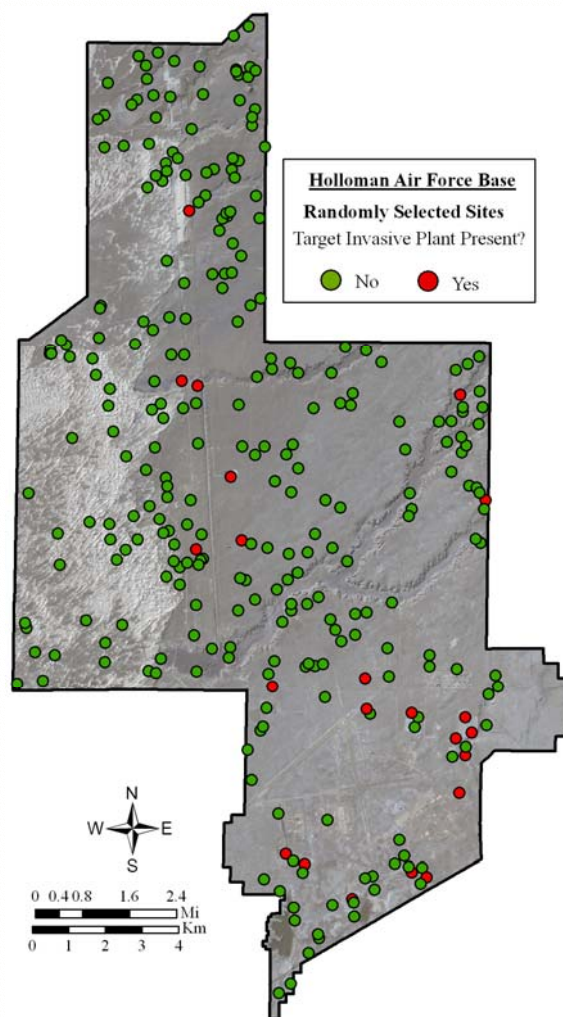 Holloman Air Force Base
Randomly Selected Sites
Target Invasive Plant Present?
No Yes
N
W E
S
0 0.4 0.8 1.6 2.4
Mi
Km
0 1 2 3 4